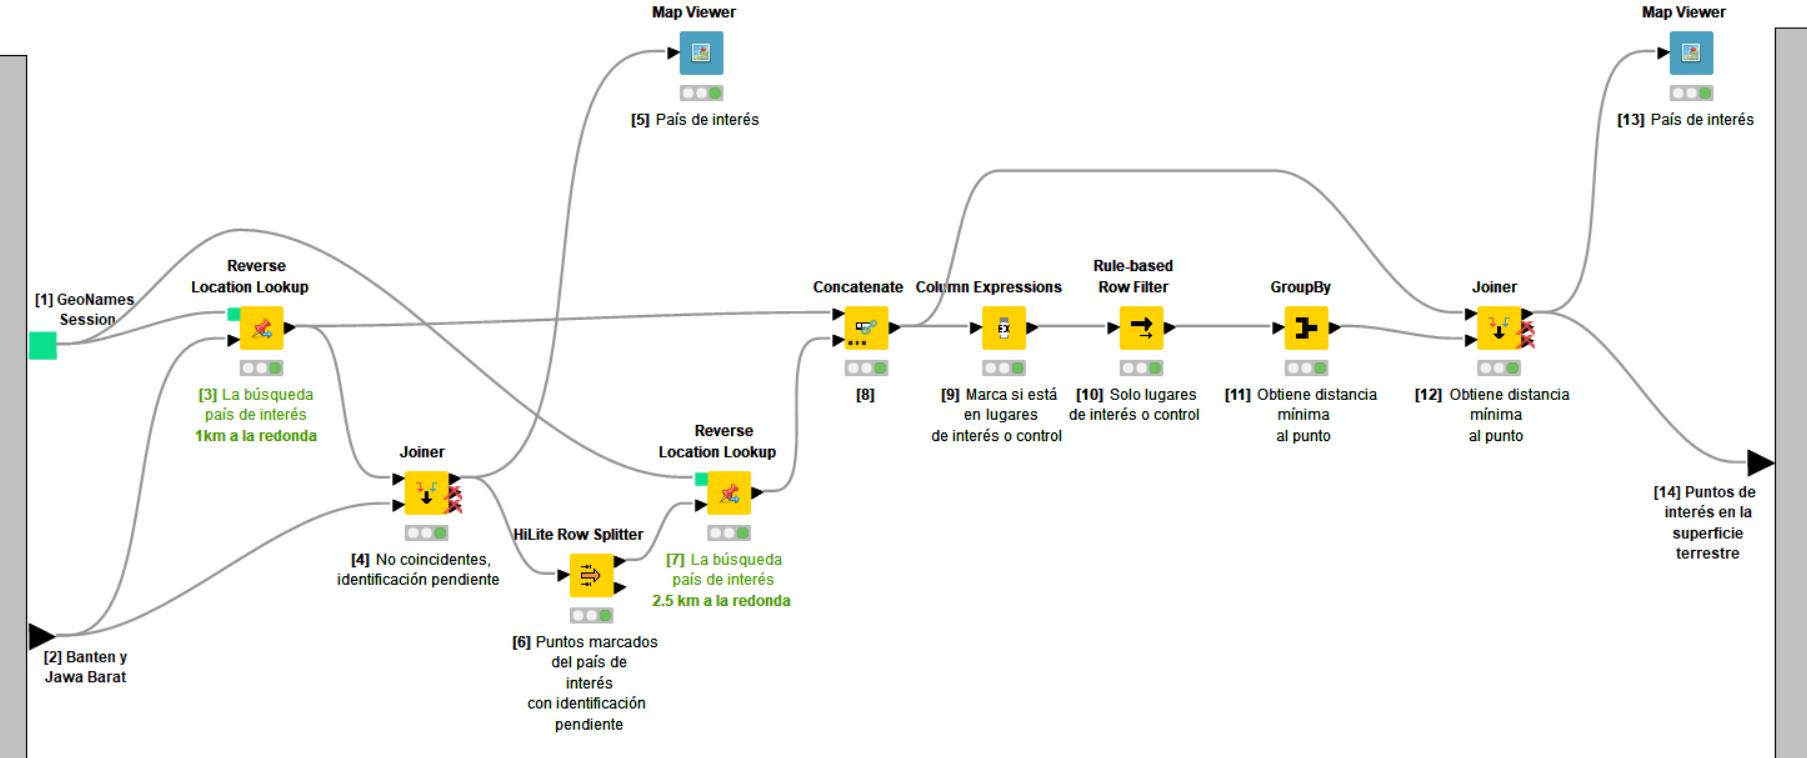 Map Viewer
[5] País de interés
Map Viewer
[13] País de interés
[1] GeoNames
Session
Reverse
Location Lookup
[3] La búsqueda
país de interés
1km a la redonda
[2] Banten y
Jawa Barat
Joiner
[4] No coincidentes,
identificación pendiente
HiLite Row Splitter
[6] Puntos marcados
del país de
interés
con identificación
pendiente
Reverse
Location Lookup
[7] La búsqueda
país de interés
2.5 km a la redonda
Concatenate
[8]
Column Expressions
EX
[9] Marca si está
en lugares
de interés o control
Rule-based
Row Filter
[10] Solo lugares
de interés o control
GroupBy
[11] Obtiene distancia
mínima
al punto
Joiner
[12] Obtiene distancia
mínima
al punto
[14] Puntos de
interés en la
superficie
terrestre